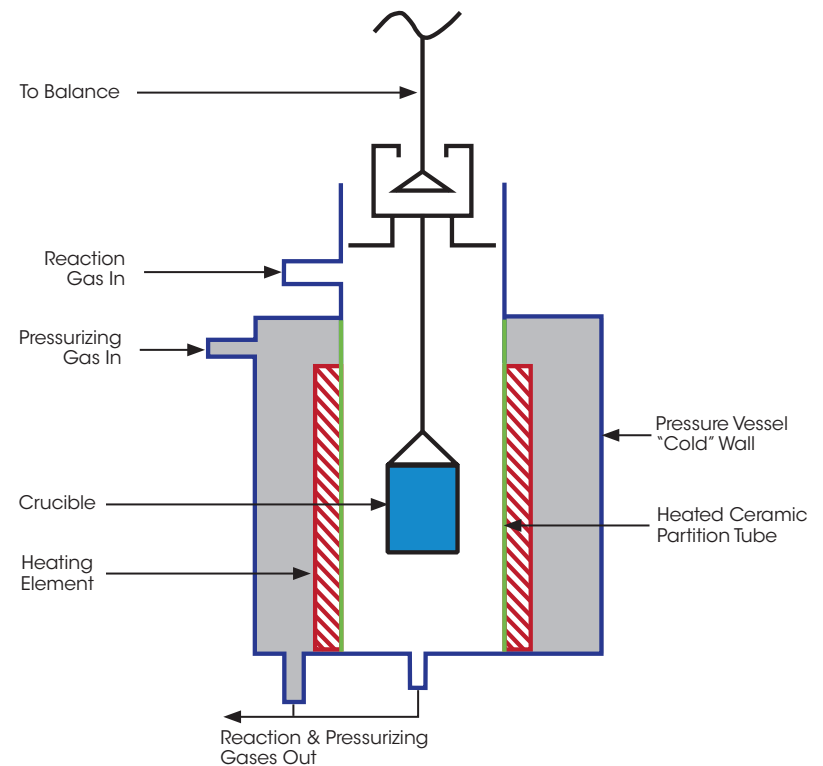 To Balance
Reaction
Gas In
Pressurizing
Gas In
Pressure Vessel
"Cold" Wall
Crucible
Heated Ceramic
Partition Tube
Heating
Element
Reaction & Pressurizing
Gases Out